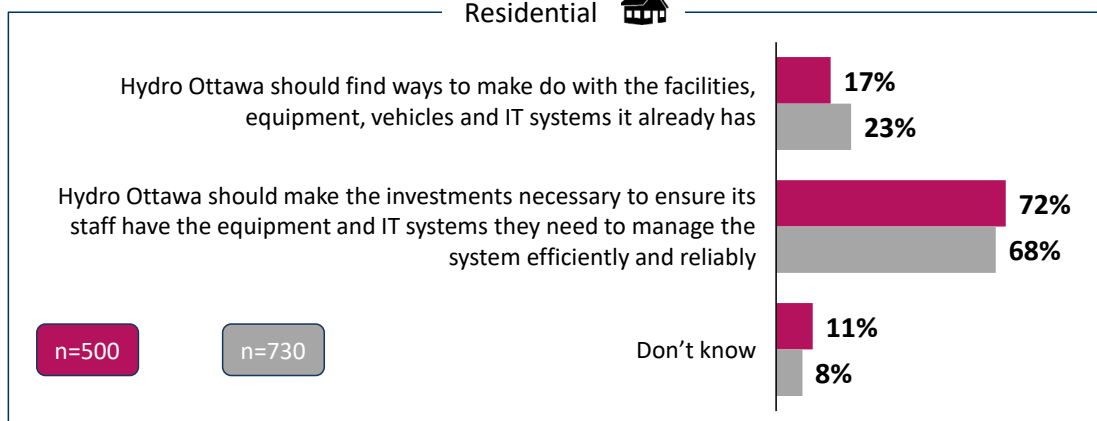 Residential
Hydro Ottawa should find ways to make do with the facilities,
equipment, vehicles and IT systems it already has
17%
23%
Hydro Ottawa should make the investments necessary to ensure its
staff have the equipment and IT systems they need to manage the
system efficiently and reliably
72%
68%
Don’t know
11%
8%
n=500
n=730